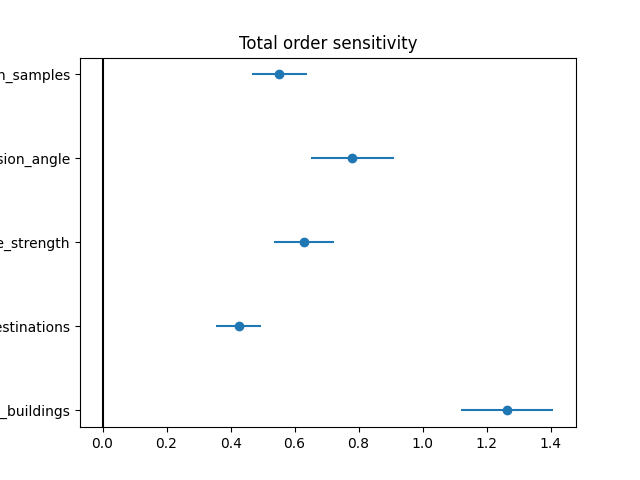 Total order sensitivity
n_samples
sion_angle
e_strength
estinations
_buildings
0.0 0.2 0.4 0.6 0.8 1.0 1.2 1.4